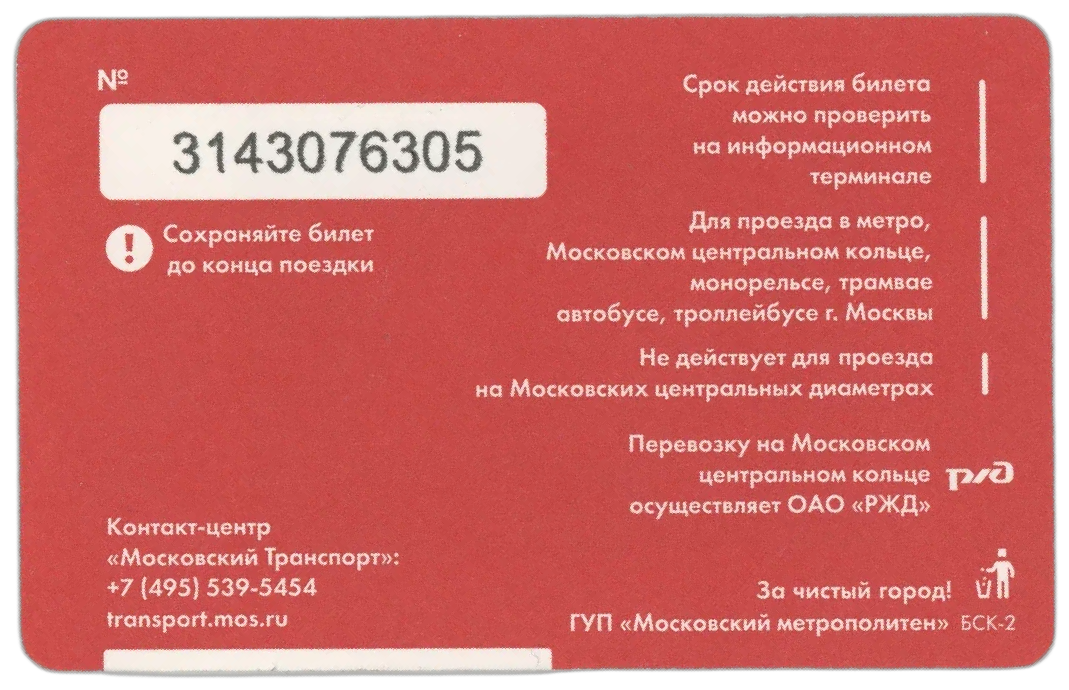 №
3143076305
Сохраняйте билет
до конца поездки
Срок действия билета
можно проверить
на информационном
терминале
Для проезда в метро,
Московском центральном кольце,
монорельсе, трамвае
автобусе, троллейбусе г. Москвы
Не действует для проезда
на Московских центральных диаметрах
Перевозку на Московском
центральном кольце
осуществляет ОАО «РЖД»
РЖД
Контакт-центр
«Московский Транспорт»:
+7 (495) 539-5454
transport.mos.ru
За чистый город!
ГУП «Московский метрополитен» БСК-2